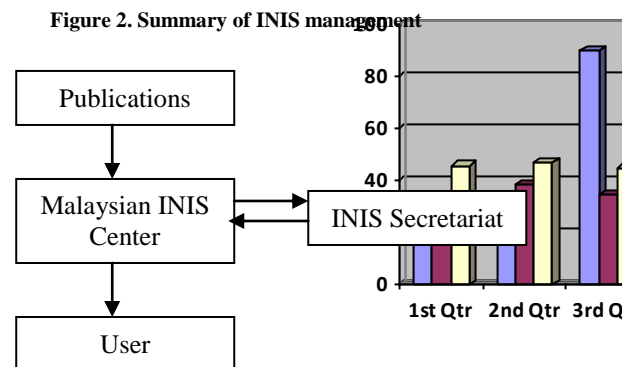 Figure 2. Summary of INIS management
100
Publications
80
60
Malaysian INIS
Center
INIS Secretariat
40
0
1st Qtr 2nd Qtr 3rd Q
User